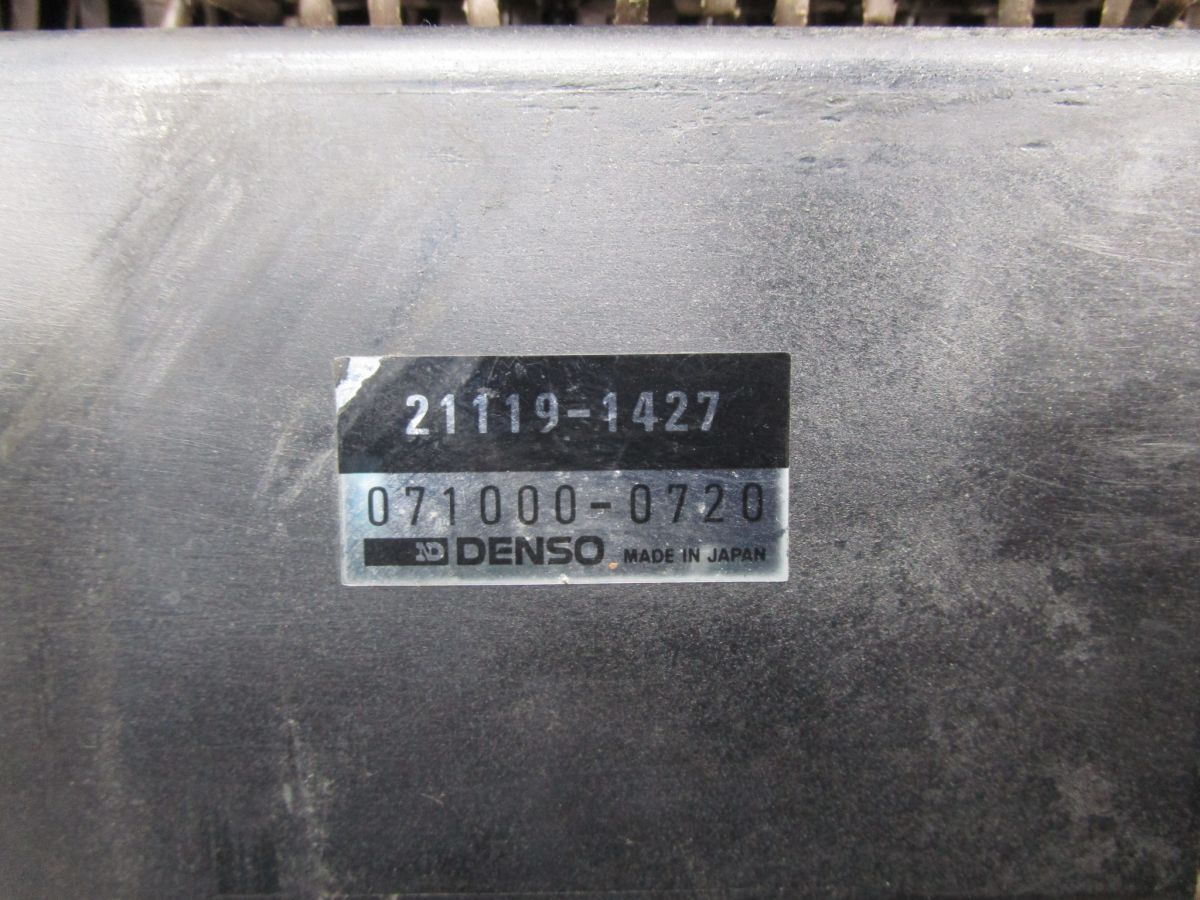 21119-1427
071000-0720
ND DENSO MADE IN JAPAN